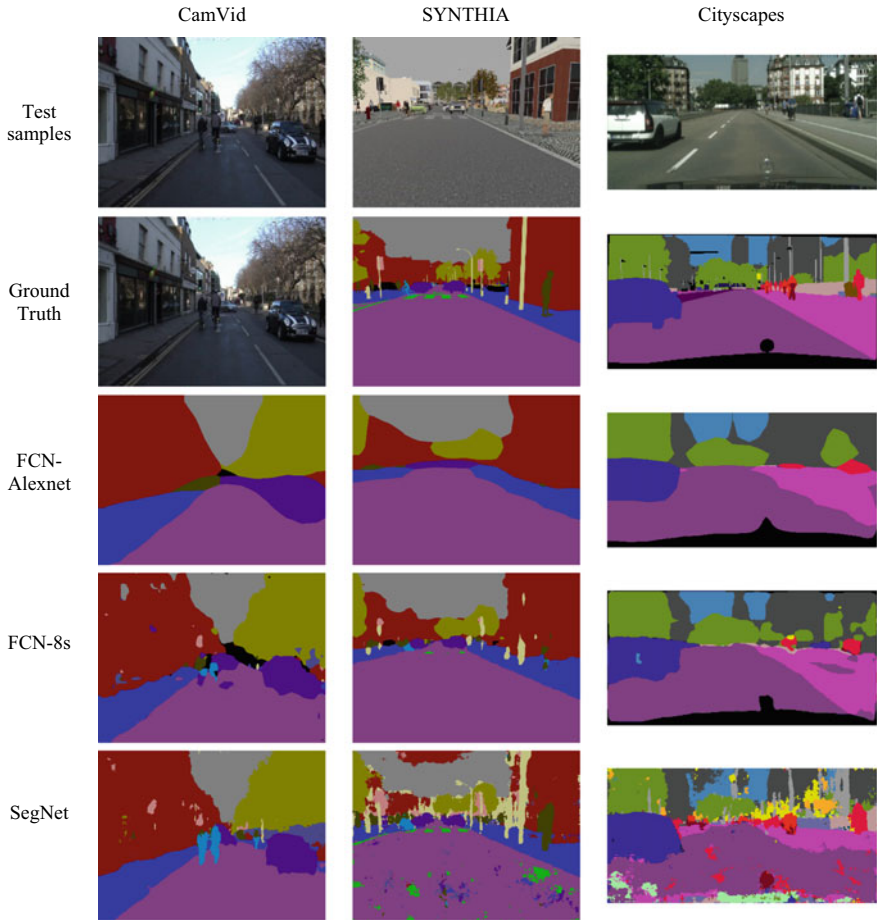 CamVid
SYNTHIA
Cityscapes
Test
samples
Ground
Truth
FCN-
Alexnet
FCN-8s
SegNet